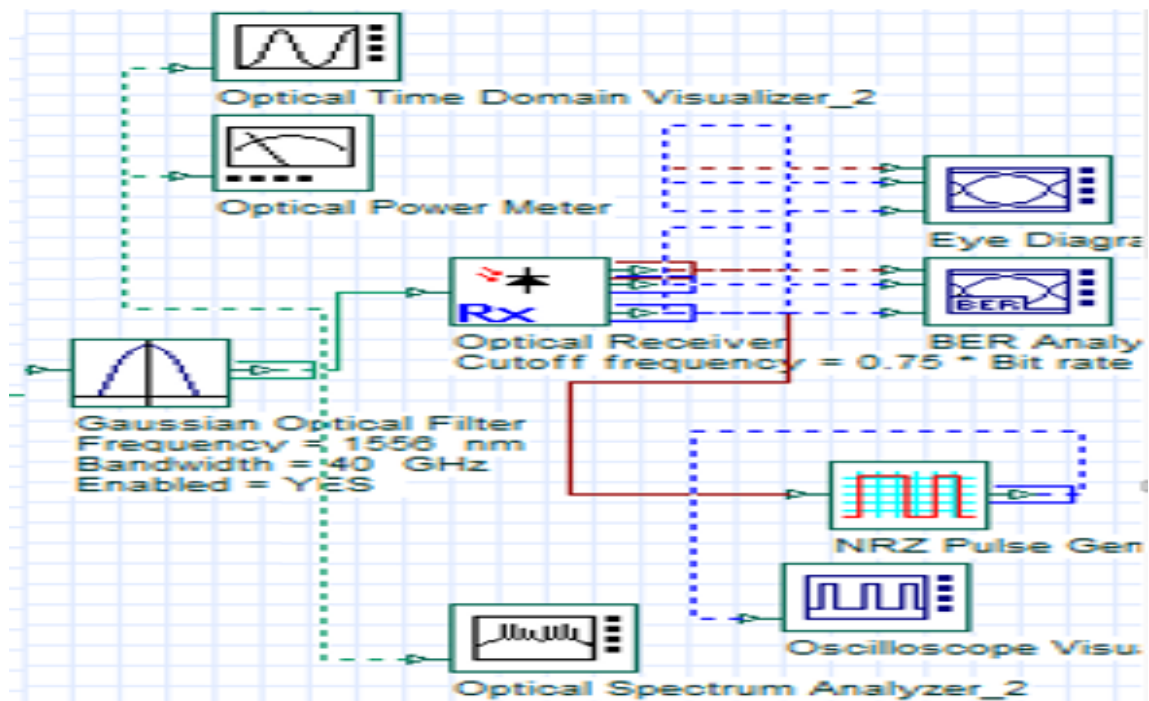 Optical Time Domain Visualizer_2
Optical Power Meter
Eye Diagra
Rx
BER
Optical Receiver
Cutoff frequency = 0.75 * Bit rate
BER Analy
Gaussian Optical Filter
Frequency = 1556 nm
Bandwidth = 40 GHz
Enabled = YES
NRZ Pulse Gen
Oscilloscope Visu
Optical Spectrum Analyzer_2